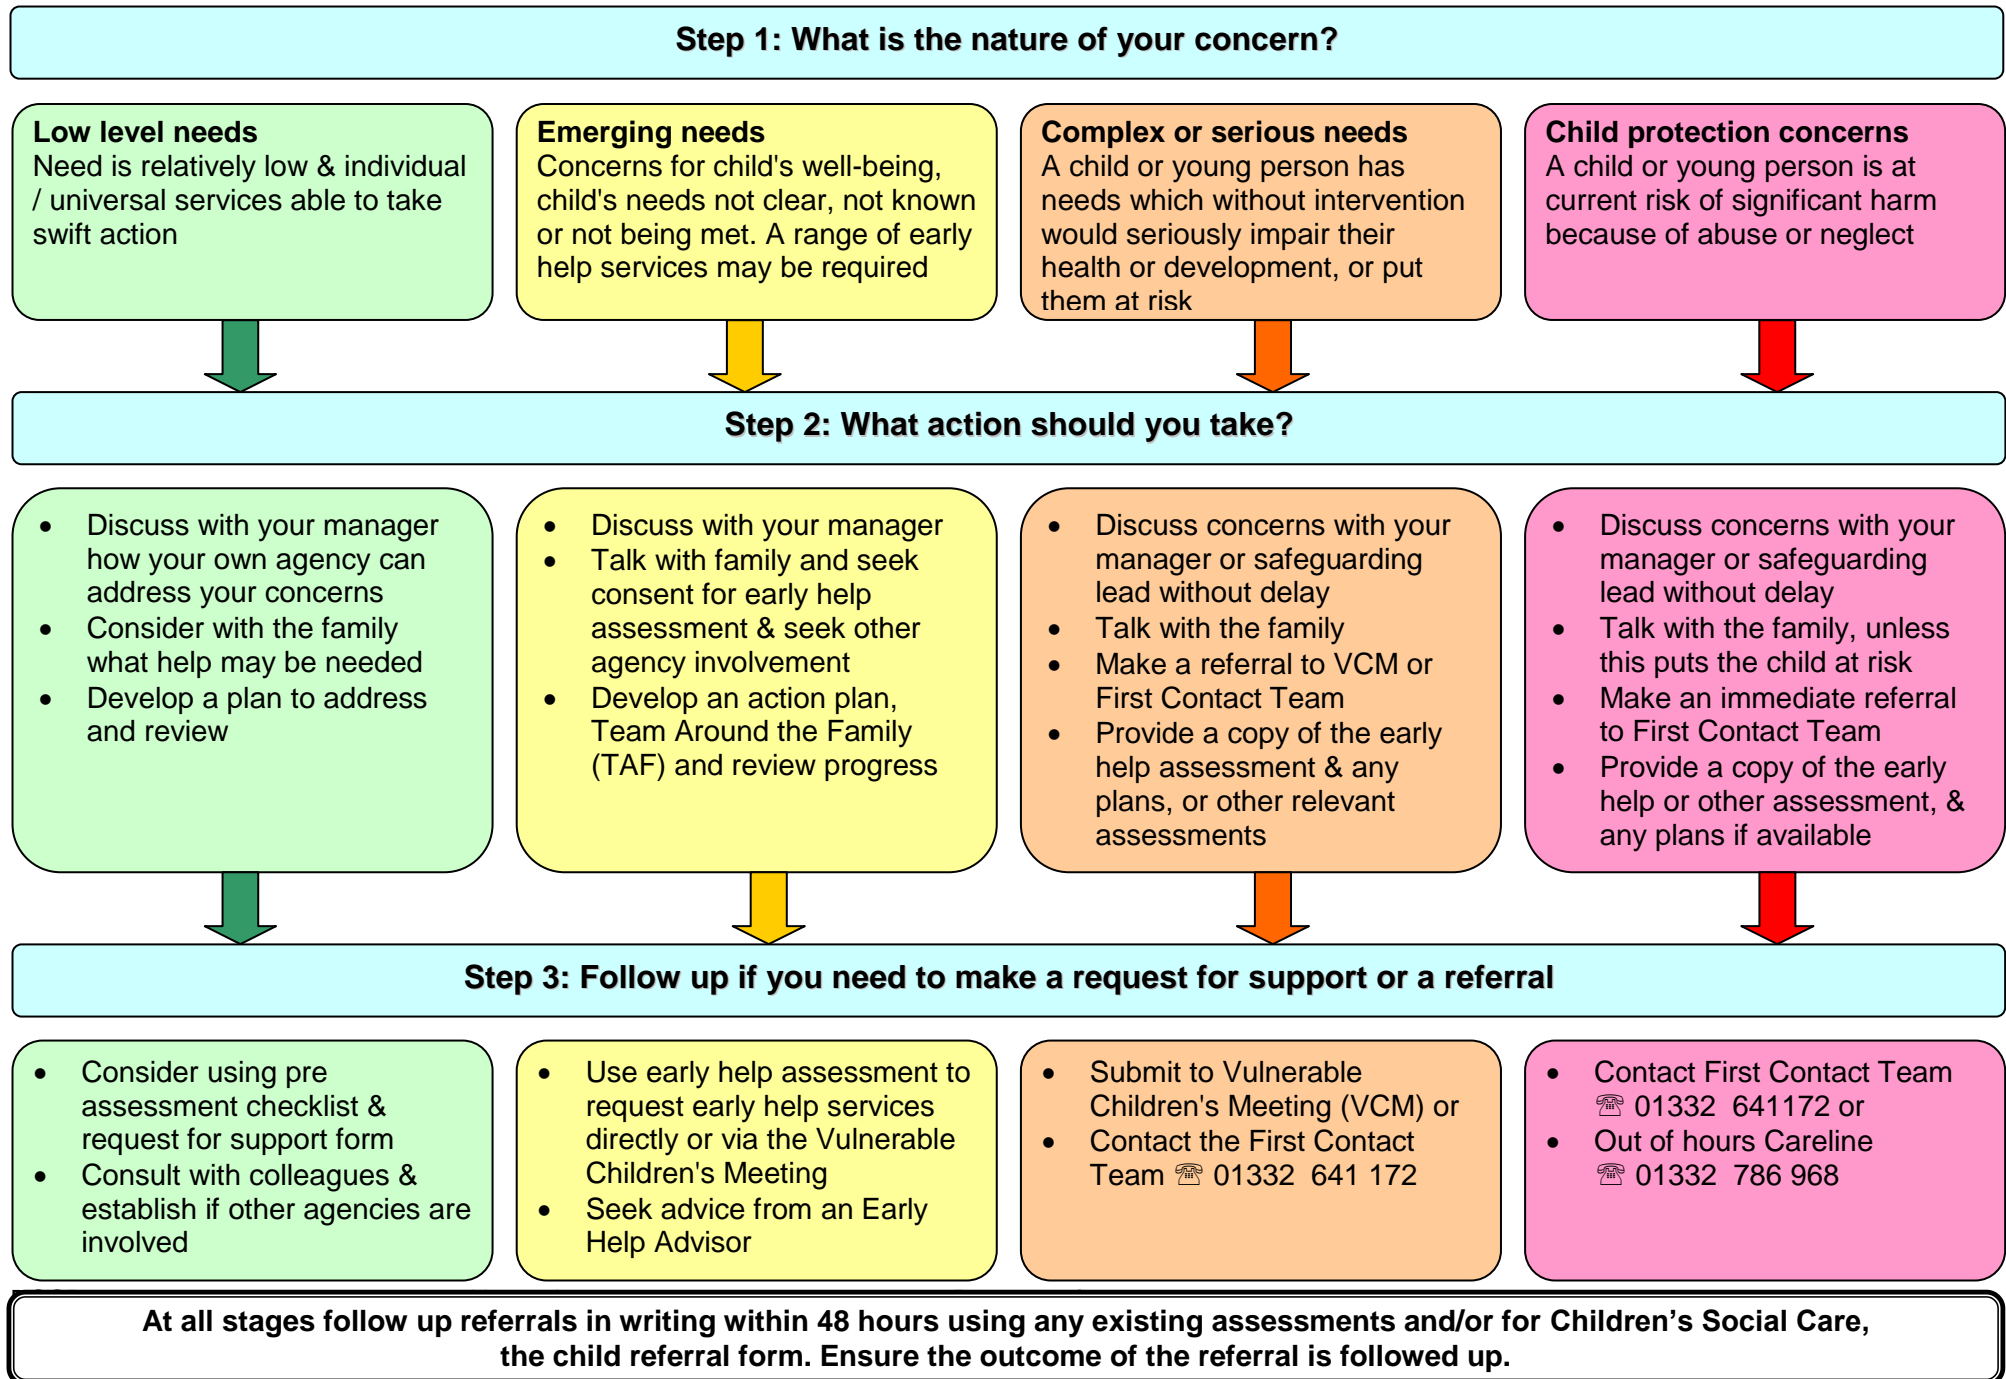 Step 1: What is the nature of your concern?
Low level needs
Need is relatively low & individual
/ universal services able to take
swift action
Emerging needs
Concerns for child's well-being,
child's needs not clear, not known
or not being met. A range of early
help services may be required
Complex or serious needs
A child or young person has
needs which without intervention
would seriously impair their
health or development, or put
them at risk
Child protection concerns
A child or young person is at
current risk of significant harm
because of abuse or neglect
Step 2: What action should you take?
• Discuss with your manager
how your own agency can
address your concerns
• Consider with the family
what help may be needed
• Develop a plan to address
and review
• Discuss with your manager
• Talk with family and seek
consent for early help
assessment & seek other
agency involvement
• Develop an action plan,
Team Around the Family
(TAF) and review progress
• Discuss concerns with your
manager or safeguarding
lead without delay
• Talk with the family
• Make a referral to VCM or
First Contact Team
• Provide a copy of the early
help assessment & any
plans, or other relevant
assessments
• Discuss concerns with your
manager or safeguarding
lead without delay
• Talk with the family, unless
this puts the child at risk
• Make an immediate referral
to First Contact Team
• Provide a copy of the early
help or other assessment, &
any plans if available
Step 3: Follow up if you need to make a request for support or a referral
• Consider using pre
assessment checklist &
request for support form
• Consult with colleagues &
establish if other agencies are
involved
• Use early help assessment to
request early help services
directly or via the Vulnerable
Children's Meeting
• Seek advice from an Early
Help Advisor
• Submit to Vulnerable
Children's Meeting (VCM) or
• Contact the First Contact
Team ☏ 01332 641 172
• Contact First Contact Team
☏ 01332 641172 or
• Out of hours Careline
☏ 01332 786 968
At all stages follow up referrals in writing within 48 hours using any existing assessments and/or for Children’s Social Care,
the child referral form. Ensure the outcome of the referral is followed up.